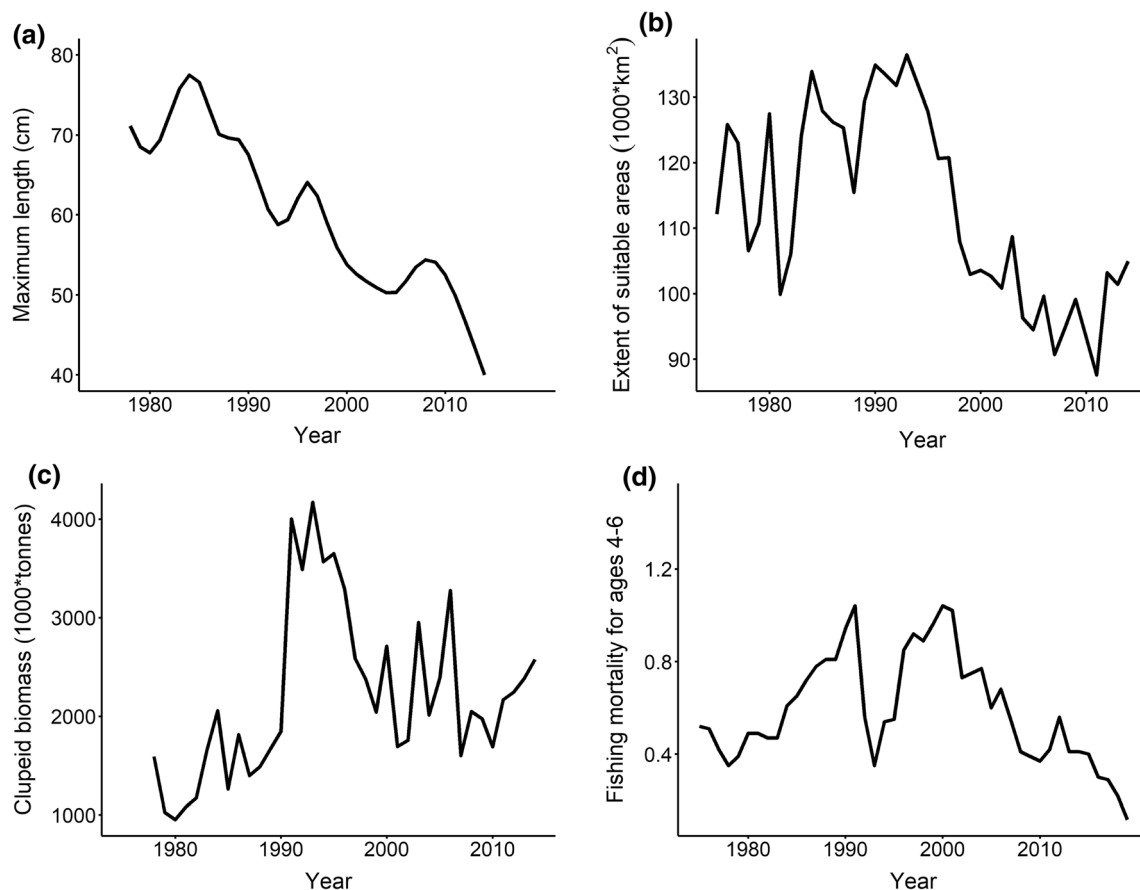 (a)
Maximum length (cm)
80
70
60
50
40
1980 1990 2000 2010
Year
(b)
Extent of suitable areas (1000*km²)
130
120
110
100
90
1980 1990 2000 2010
Year
(c)
Clupeid biomass (1000*tonnes)
4000
3000
2000
1000
1980 1990 2000 2010
Year
(d)
Fishing mortality for ages 4-6
1.2
0.8
0.4
1980 1990 2000 2010
Year